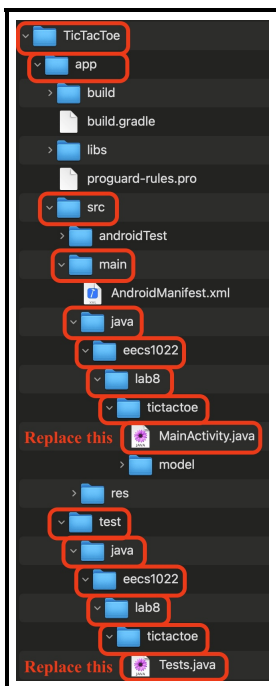 TicTacToe
app
build
build.gradle
libs
proguard-rules.pro
src
androidTest
main
AndroidManifest.xml
java
eecs1022
lab8
tictactoe
Replace this MainActivity.java
model
res
test
java
eecs1022
lab8
tictactoe
Replace this Tests.java